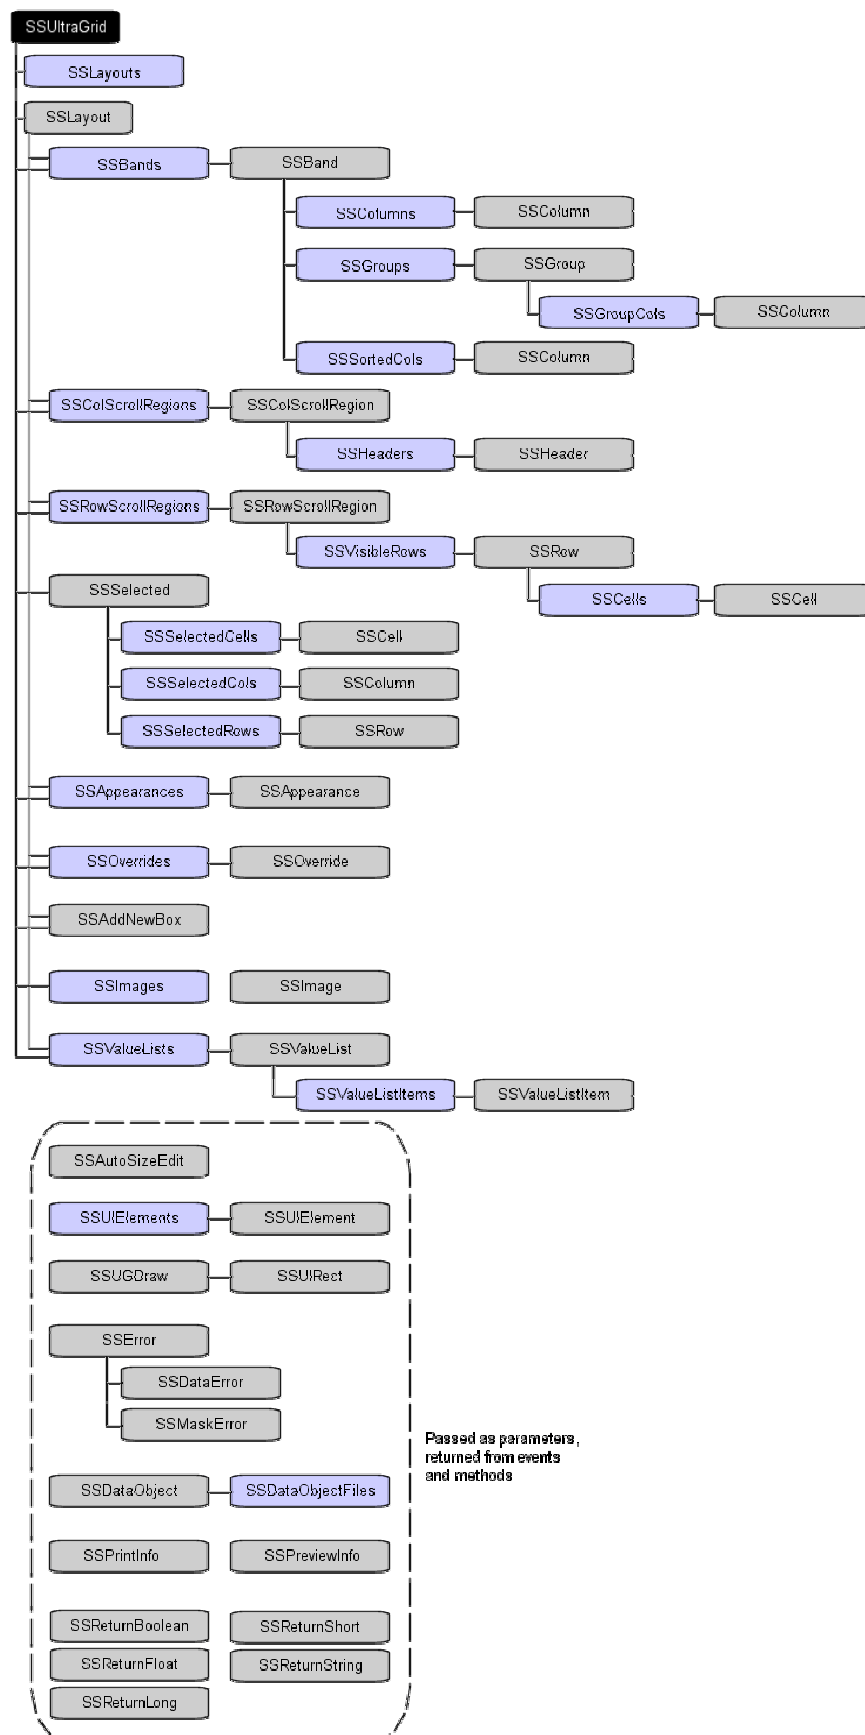 SSUltraGrid
SSLayouts
SSLayout
SSBands
SSBand
SSColumns
SSColumn
SSGroups
SSGroup
SSGroupCols
SSColumn
SSSortedCols
SSColumn
SSColScrollRegions
SSColScrollRegion
SSHeaders
SSHeader
SSRowScrollRegions
SSRowScrollRegion
SSVisibleRows
SSRow
SSCells
SSCell
SSSelected
SSSelectedCells
SSCell
SSSelectedCols
SSColumn
SSSelectedRows
SSRow
SSAppearances
SSAppearance
SSOverrides
SSOverride
SSAddNewBox
SSImages
SSImage
SSValueLists
SSValueList
SSValueListItems
SSValueListItem
SSAutoSizeEdit
SSUIElements
SSUIElement
SSUGDraw
SSUIRect
SSError
SSDataError
SSMaskError
Passed as parameters,
returned from events
and methods
SSDataObject
SSDataObjectFiles
SSPrintInfo
SSPreviewInfo
SSReturnBoolean
SSReturnShort
SSReturnFloat
SSReturnString
SSReturnLong